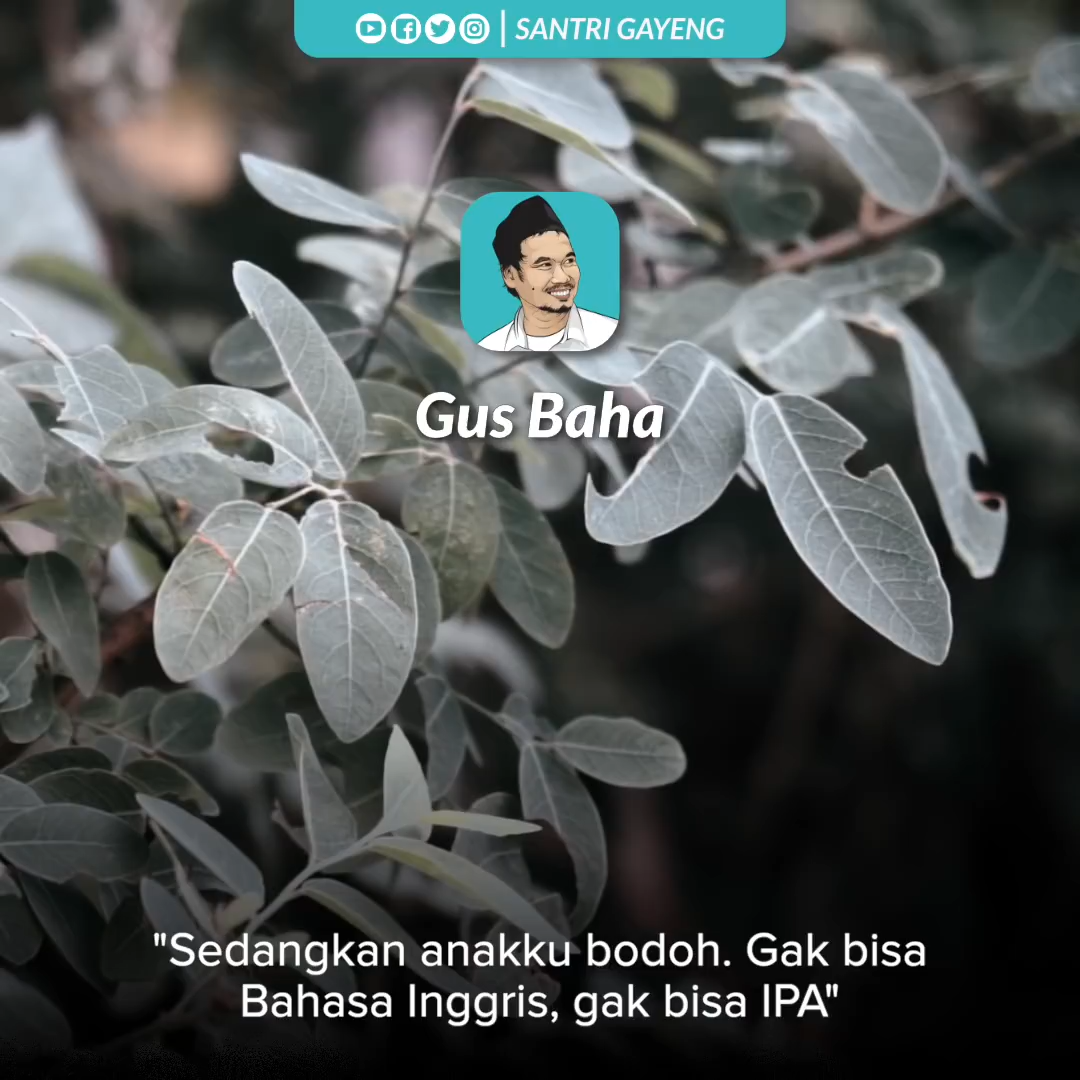 SANTRI GAYENG
Gus Baha
"Sedangkan anakku bodoh. Gak bisa
Bahasa Inggris, gak bisa IPA"